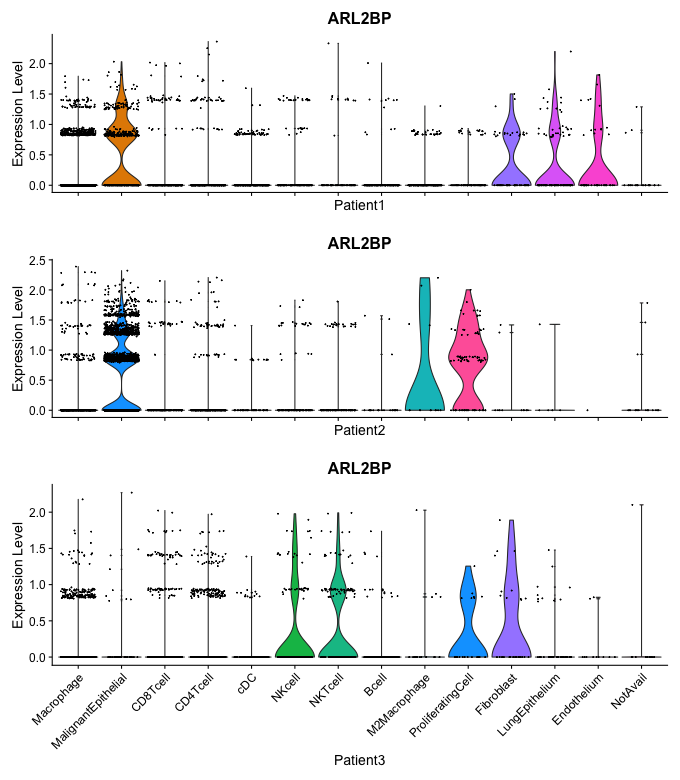 ARL2BP
Expression Level
2.0
1.5
1.0
0.5
0.0
Patient1
ARL2BP
Expression Level
2.5
2.0
1.5
1.0
0.5
0.0
Patient2
ARL2BP
Expression Level
2.0
1.5
1.0
0.5
0.0
Macrophage
MalignantEpithelial
CD8Tcell
CD4Tcell
cDC
NKcell
NKTcell
Bcell
M2Macrophage
ProliferatingCell
Fibroblast
LungEpithelium
Endothelium
NotAvail
Patient3